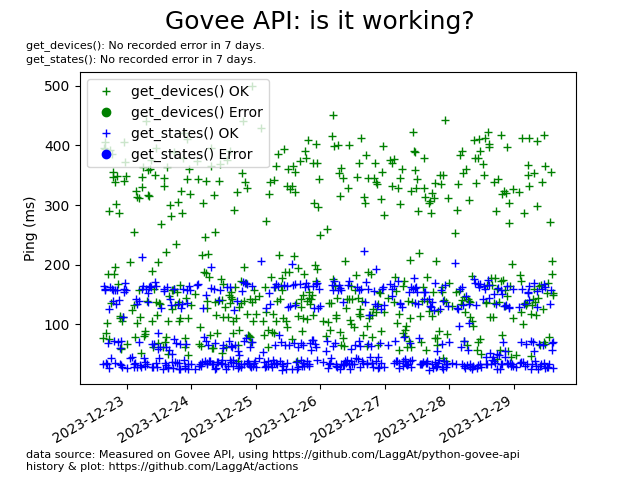 Govee API: is it working?
get_devices(): No recorded error in 7 days.
get_states(): No recorded error in 7 days.
500
400
300
200
100
Ping (ms)
get_devices() OK
get_devices() Error
get_states() OK
get_states() Error
2023-12-23
2023-12-24
2023-12-25
2023-12-26
2023-12-27
2023-12-28
2023-12-29
data source: Measured on Govee API, using https://github.com/LaggAt/python-govee-api
history & plot: https://github.com/LaggAt/actions